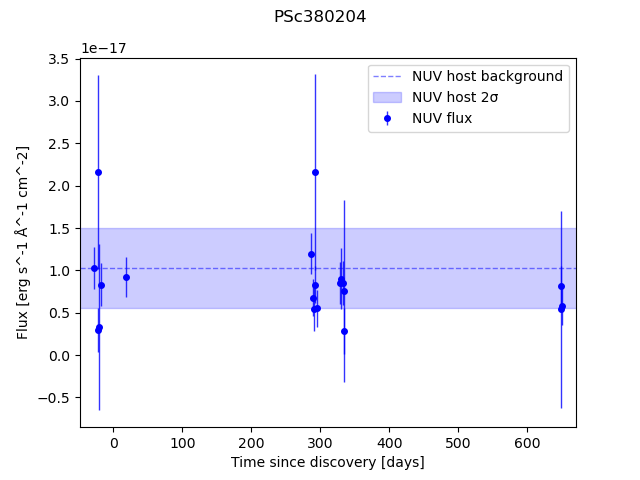 PSc380204
1e−17
3.5
3.0
2.5
2.0
1.5
1.0
0.5
0.0
−0.5
Flux [erg s^-1 Å^-1 cm^-2]
NUV host background
NUV host 2σ
NUV flux
0 100 200 300 400 500 600
Time since discovery [days]